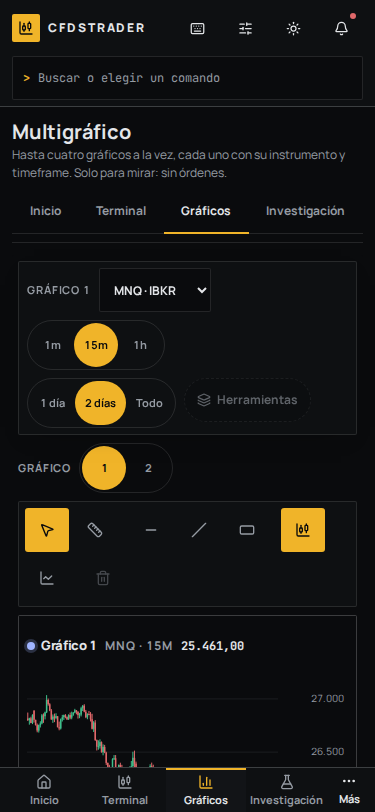 CFDSTRADER
> Buscar o elegir un comando
Multigráfico
Hasta cuatro gráficos a la vez, cada uno con su instrumento y
timeframe. Solo para mirar: sin órdenes.
Inicio Terminal Gráficos Investigación
GRÁFICO 1 MNQ·IBKR
1m 15m 1h
1 día 2 días Todo Herramientas
GRÁFICO 1 2
Gráfico 1 MNQ · 15M 25.461,00
27.000
26.500
Inicio Terminal Gráficos Investigación Más